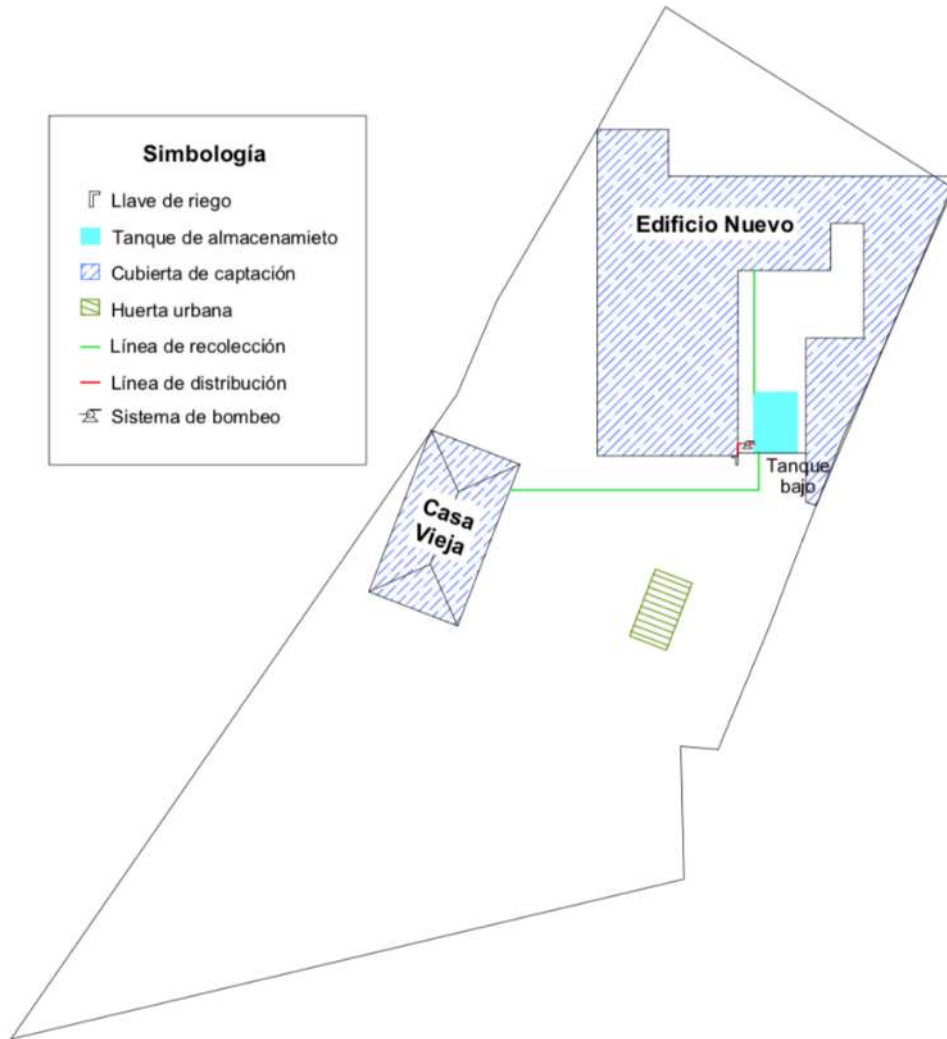 Simbología
Llave de riego
Tanque de almacenamieto
Cubierta de captación
Huerta urbana
Línea de recolección
Línea de distribución
Sistema de bombeo
Edificio Nuevo
Tanque
bajo
Casa
Vieja